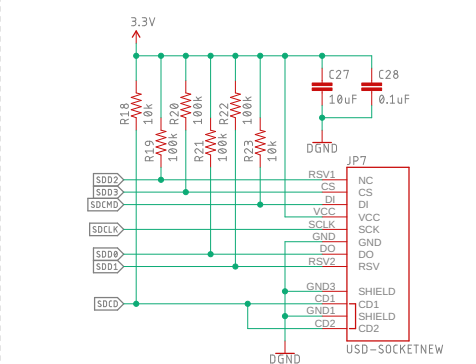 3.3V
R18
10k
R19
100k
R20
100k
R21
100k
R22
100k
R23
10k
C27
10uF
C28
0.1uF
DGND
JP7
SDD2
RSV1
NC
SDD3
CS
CS
SDCMD
DI
DI
VCC
VCC
SDCLK
SCLK
SCK
GND
GND
SDD0
DO
DO
SDD1
RSV2
RSV
GND3
SHIELD
SDCD
CD1
CD1
GND1
SHIELD
CD2
CD2
USD-SOCKETNEW
DGND